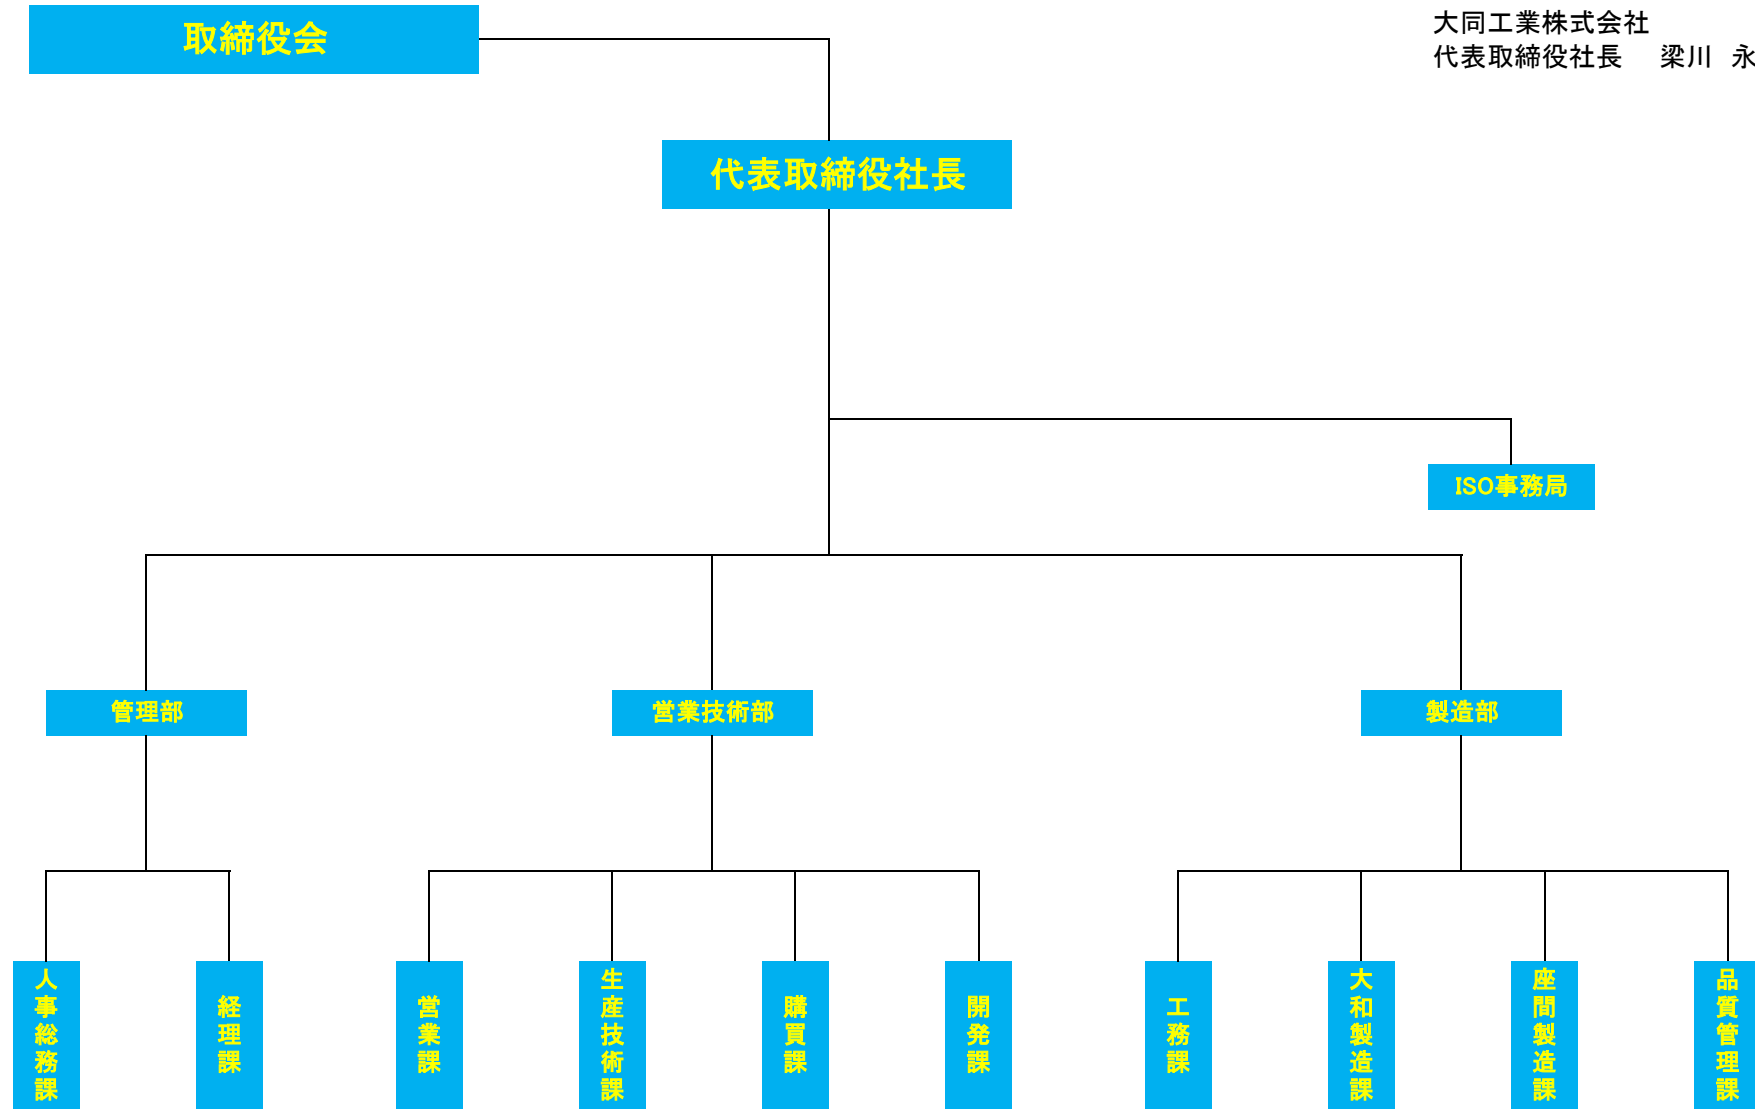 取締役会
大同工業株式会社
代表取締役社長　梁川　永
代表取締役社長
ISO事務局
管理部
営業技術部
製造部
人事総務課
経理課
営業課
生産技術課
購買課
開発課
工務課
大和製造課
座間製造課
品質管理課